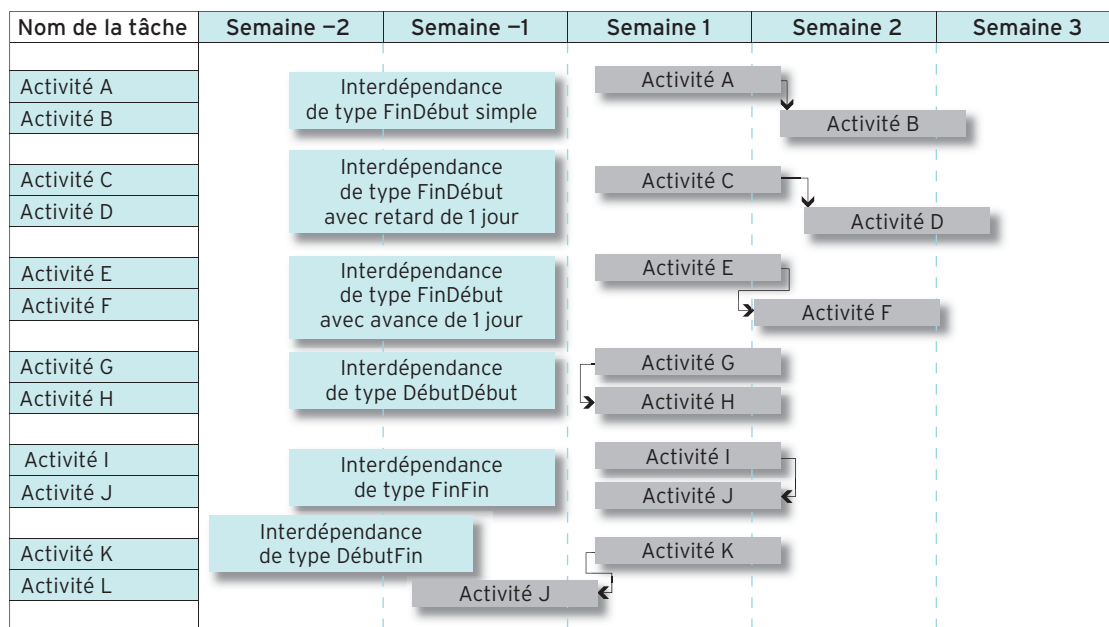 Nom de la tâche Semaine –2 Semaine –1 Semaine 1 Semaine 2 Semaine 3
Activité A
Activité B
Interdépendance
de type FinDébut simple
Activité A
Activité B
Activité C
Activité D
Interdépendance
de type FinDébut
avec retard de 1 jour
Activité C
Activité D
Activité E
Activité F
Interdépendance
de type FinDébut
avec avance de 1 jour
Activité E
Activité F
Activité G
Activité H
Interdépendance
de type DébutDébut
Activité G
Activité H
Activité I
Activité J
Interdépendance
de type FinFin
Activité I
Activité J
Activité K
Activité L
Interdépendance
de type DébutFin
Activité K
Activité J